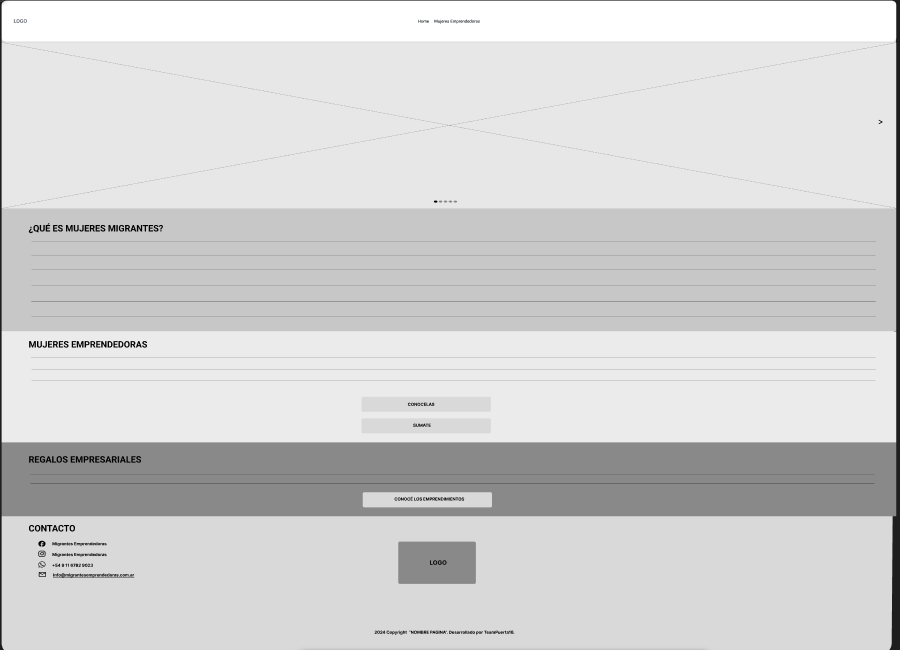 LOGO
Home Mujeres Emprendedoras
>
¿QUÉ ES MUJERES MIGRANTES?
MUJERES EMPRENDEDORAS
CONOCELAS
SUMATE
REGALOS EMPRESARIALES
CONOCÉ LOS EMPRENDIMIENTOS
CONTACTO
Migrantes Emprendedoras
Migrantes Emprendedoras
+54 9 11 6782 9023
info@migrantesemprendedoras.com.ar
LOGO
2024 Copyright "NOMBRE PAGINA". Desarrollado por TeamPuerta18.